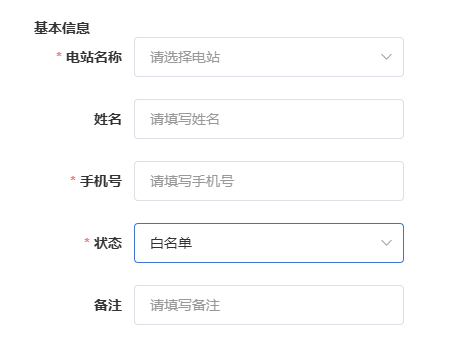 基本信息
* 电站名称 请选择电站
姓名 请填写姓名
* 手机号 请填写手机号
* 状态 白名单
备注 请填写备注